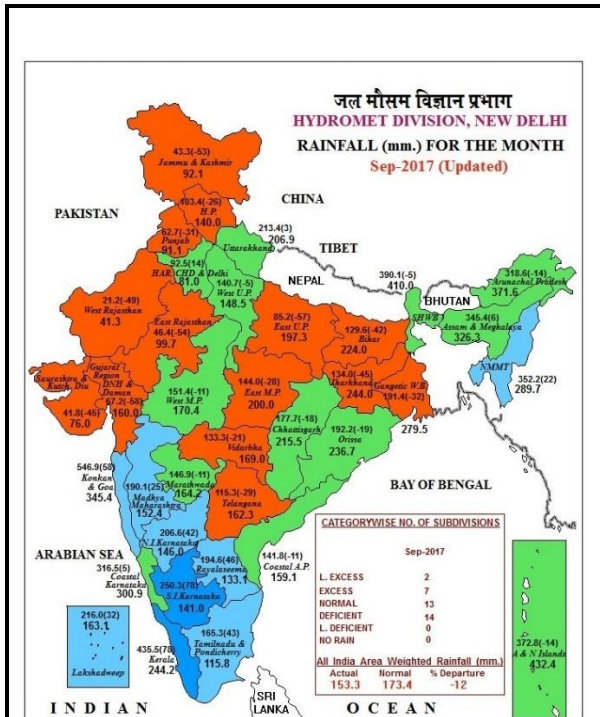 जल मौसम विज्ञान प्रभाग
HYDROMET DIVISION, NEW DELHI
RAINFALL (mm.) FOR THE MONTH
Sep-2017 (Updated)
43.3(-53)
Jammu & Kashmir
92.1
CHINA
103.4(-26)
H.P.
140.0
PAKISTAN
62.7(-31)
Punjab
91.1
213.4(3)
Uttarakhand
206.9
TIBET
92.5(14)
HAR. CHD & Delhi
81.0
140.7(-5)
West U.P.
148.5
NEPAL
390.1(-5)
410.0
SHWB
BHUTAN
318.6(-14)
Arunachal Pradesh
371.6
345.4(6)
Assam & Meghalaya
326.3
21.2(-49)
West Rajasthan
41.3
East Rajasthan
46.4(-54)
99.7
85.2(-57)
East U.P.
197.3
129.6(-42)
Bihar
224.0
NMMT
352.2(22)
289.7
Saurashtra &
Kutch, Diu
41.8(-45)
76.0
Gujarat
Region
DNH &
Daman
67.2(-58)
160.0
151.4(-11)
West M.P.
170.4
144.0(-28)
East M.P.
200.0
134.0(-45)
Jharkhand
244.0
Gangetic W.B.
191.4(-32)
279.5
177.7(-18)
Chhattisgarh
215.5
192.2(-19)
Orissa
236.7
133.3(-21)
Vidarbha
169.0
546.9(58)
Konkan
& Goa
345.4
190.1(25)
Madhya
Maharashtra
152.4
146.9(-11)
Marathwada
164.2
115.3(-29)
Telangana
162.3
BAY OF BENGAL
ARABIAN SEA
316.5(5)
Coastal
Karnataka
300.9
206.6(42)
N.I.Karnataka
146.0
194.6(46)
Rayalaseema
133.1
141.8(-11)
Coastal A.P.
159.1
250.3(78)
S.I.Karnataka
141.0
216.0(32)
163.1
Lakshadweep
435.5(78)
Kerala
244.2
165.3(43)
Tamilnadu &
Pondicherry
115.8
372.8(-14)
A & N Islands
432.4
CATEGORYWISE NO. OF SUBDIVISIONS
Sep-2017
L. EXCESS 2
EXCESS 7
NORMAL 13
DEFICIENT 14
L. DEFICIENT 0
NO RAIN 0
All India Area Weighted Rainfall (mm.)
Actual Normal % Departure
153.3 173.4 -12
SRI
LANKA
INDIAN OCEAN